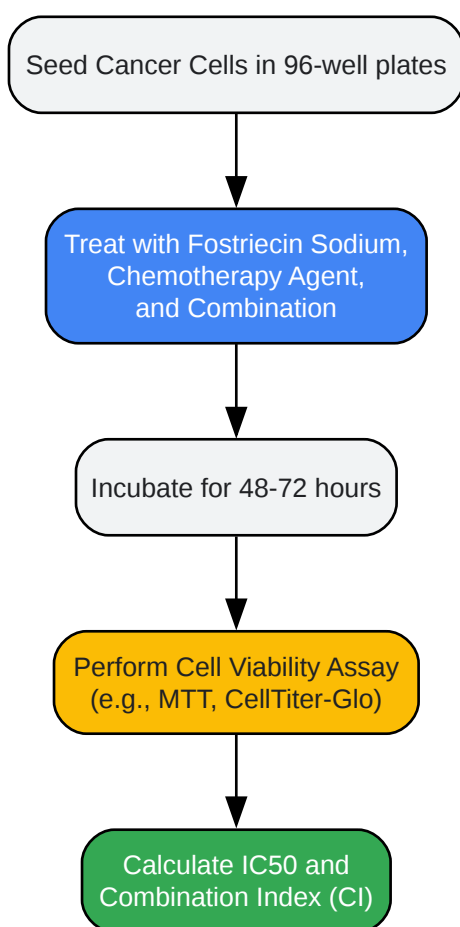 Seed Cancer Cells in 96-well plates
Treat with Fostriecin Sodium,
Chemotherapy Agent,
and Combination
Incubate for 48-72 hours
Perform Cell Viability Assay
(e.g., MTT, CellTiter-Glo)
Calculate IC50 and
Combination Index (CI)